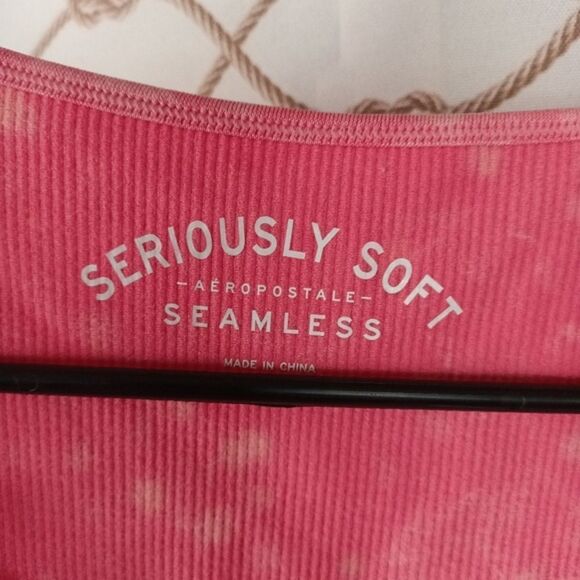 SERIOUSLY SOFT
-AÉROPOSTALE-
SEAMLESS
MADE IN CHINA